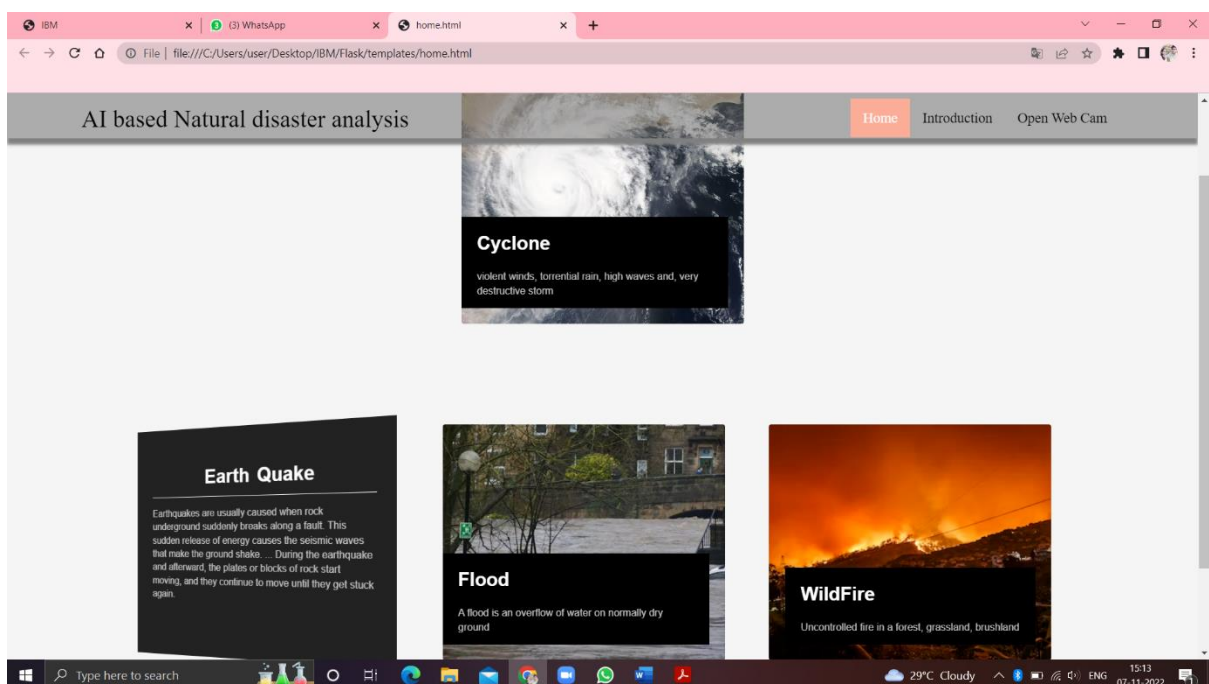 IBM
(3) WhatsApp
home.html
File | file:///C:/Users/user/Desktop/IBM/Flask/templates/home.html
AI based Natural disaster analysis
Home
Introduction
Open Web Cam
Cyclone
violent winds, torrential rain, high waves and, very
destructive storm
Earth Quake
Earthquakes are usually caused when rock
underground suddenly breaks along a fault. This
sudden release of energy causes the seismic waves
that make the ground shake. ... During the earthquake
and afterward, the plates or blocks of rock start
moving, and they continue to move until they get stuck
again.
Flood
A flood is an overflow of water on normally dry
ground
WildFire
Uncontrolled fire in a forest, grassland, brushland
Type here to search
29°C Cloudy
ENG
15:13
07-11-2022